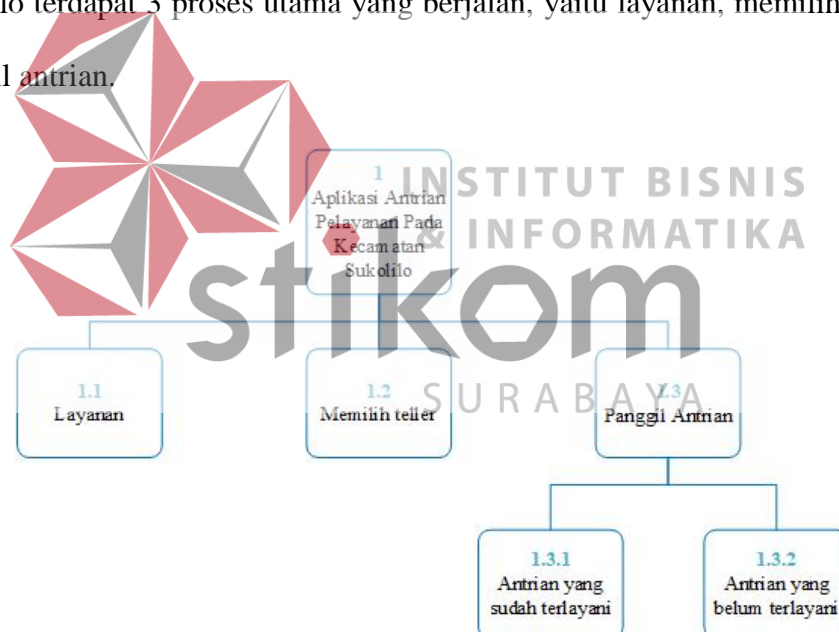 lo terdapat 3 proses utama yang berjalan, yaitu layanan, memilih
il antrian.
1
Aplikasi Antrian
Pelayanan Pada
Kecamatan
Sukolilo
INSTITUT BISNIS
& INFORMATIKA
stikom
SURABAYA
1.1
Layanan
1.2
Memilih teller
1.3
Panggil Antrian
1.3.1
Antrian yang
sudah terlayani
1.3.2
Antrian yang
belum terlayani